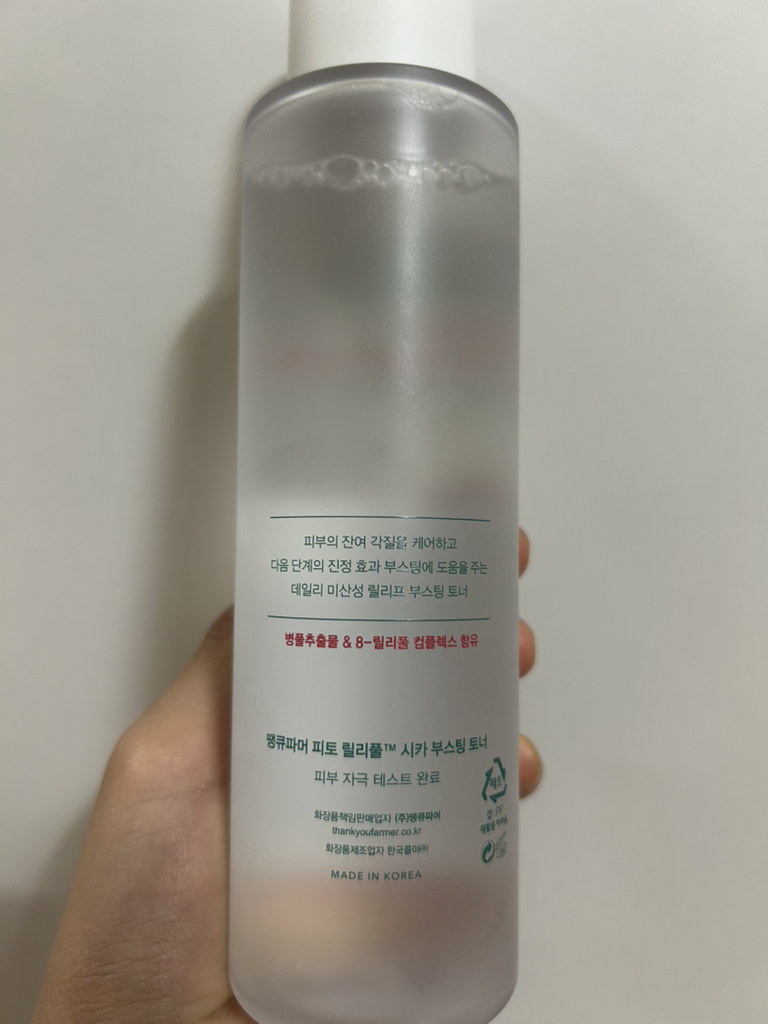 피부의 잔여 각질을 케어하고
다음 단계의 진정 효과 부스팅에 도움을 주는
데일리 미산성 릴리프 부스팅 토너
병풀추출물 & 8-릴리풀 컴플렉스 함유
땡큐파머 피토 릴리풀™ 시카 부스팅 토너
피부 자극 테스트 완료
화장품책임판매업자 (주)땡큐파머
thankyoufarmer.co.kr
화장품제조업자 한국콜마㈜
MADE IN KOREA
페트
캡: PP